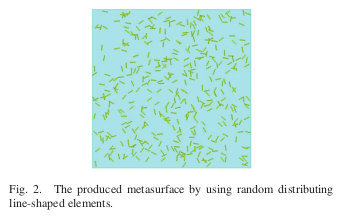 Fig. 2. The produced metasurface by using random distributing
line-shaped elements.